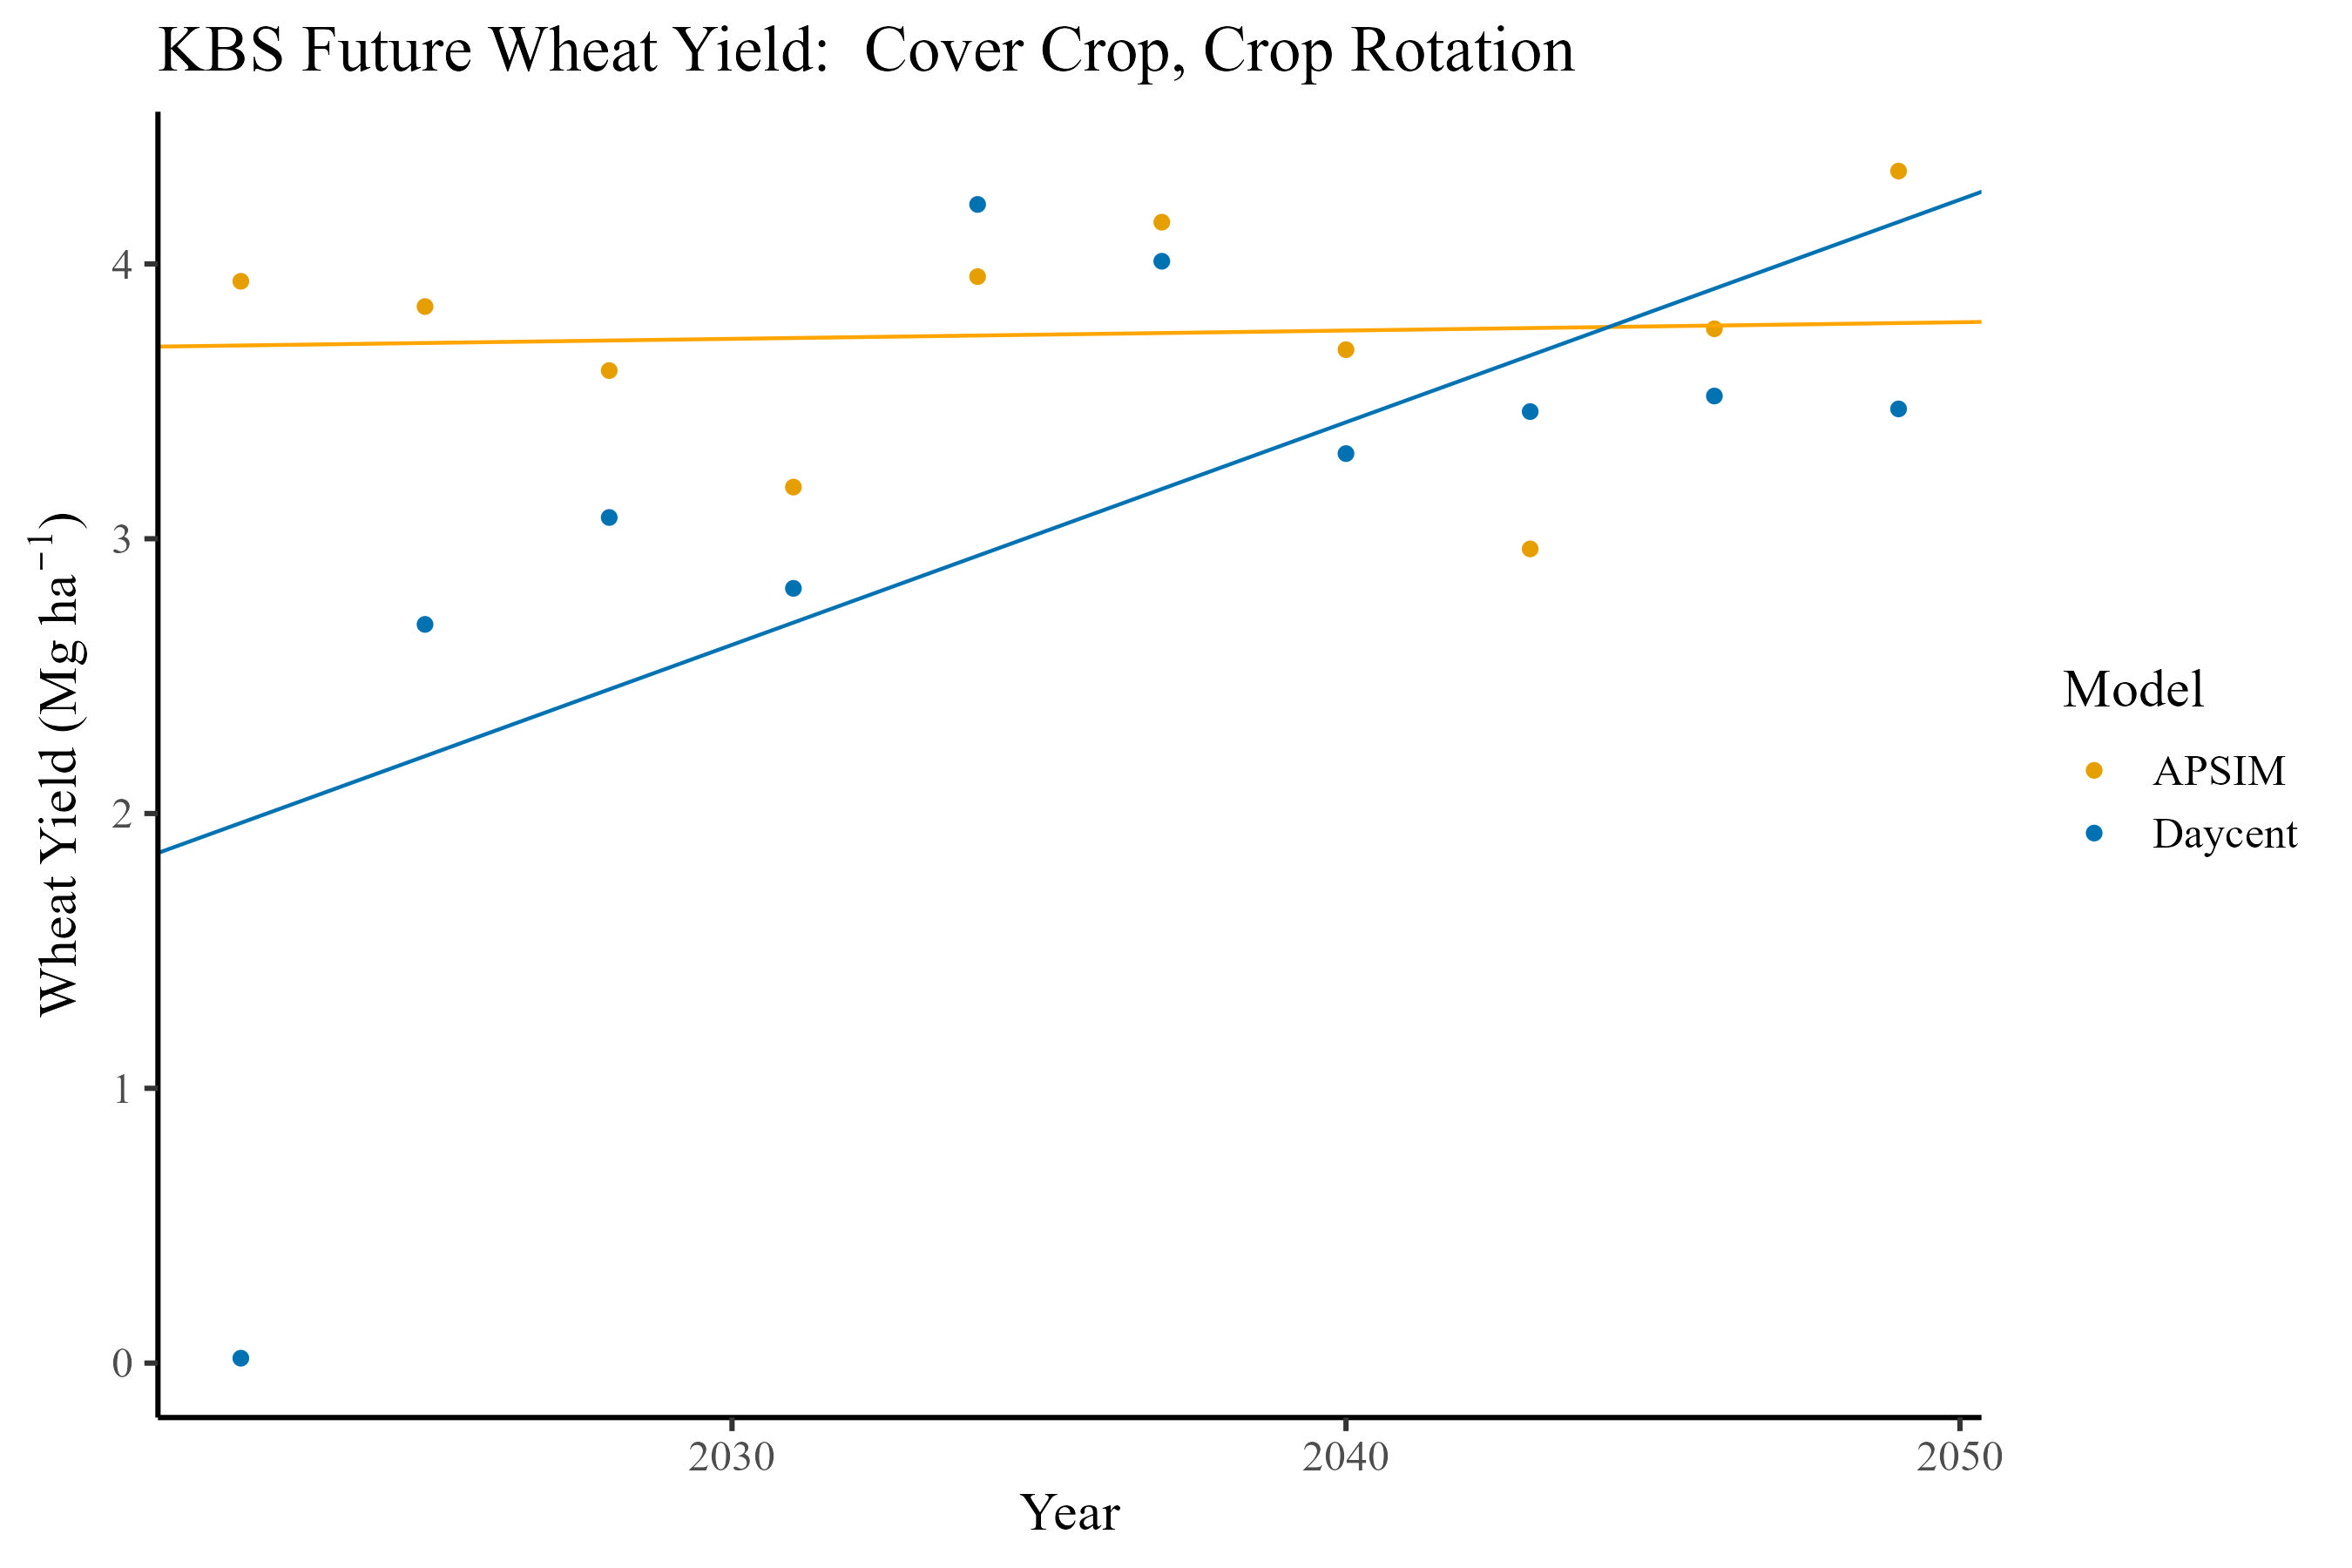 KBS Future Wheat Yield:  Cover Crop, Crop Rotation
Wheat Yield (Mg ha⁻¹)
4
3
2
1
0
2030 2040 2050
Year
Model
APSIM
Daycent